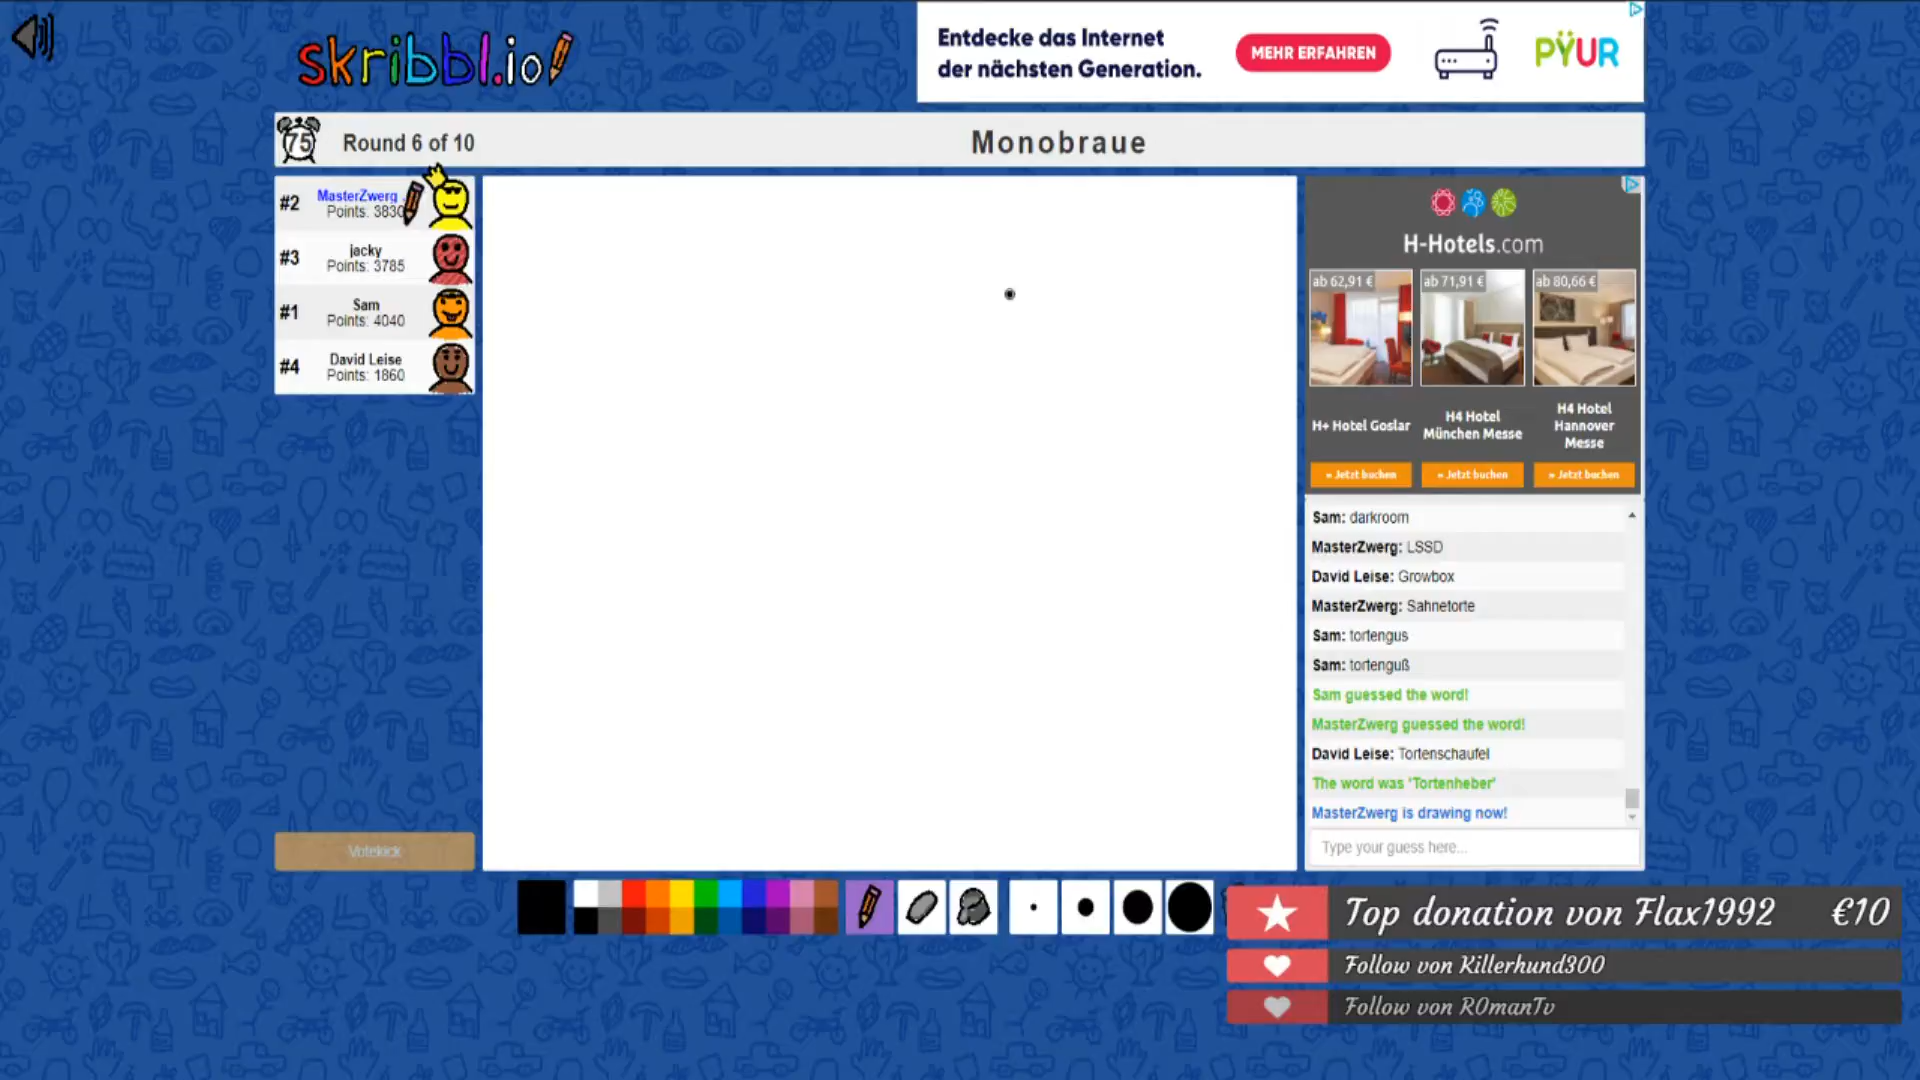 skribbl.io
Entdecke das Internet
der nächsten Generation.
MEHR ERFAHREN
PŸUR
75
Round 6 of 10
Monobraue
#2
MasterZwerg
Points: 3830
#3
jacky
Points: 3785
#1
Sam
Points: 4040
#4
David Leise
Points: 1860
Votekick
H-Hotels.com
ab 62,91 €
ab 71,91 €
ab 80,66 €
H+ Hotel Goslar
H4 Hotel
München Messe
H4 Hotel
Hannover
Messe
» Jetzt buchen
» Jetzt buchen
» Jetzt buchen
Sam: darkroom
MasterZwerg: LSSD
David Leise: Growbox
MasterZwerg: Sahnetorte
Sam: tortengus
Sam: tortenguß
Sam guessed the word!
MasterZwerg guessed the word!
David Leise: Tortenschaufel
The word was 'Tortenheber'
MasterZwerg is drawing now!
Type your guess here...
Top donation von Flax1992 €10
Follow von Killerhund300
Follow von R0manTv